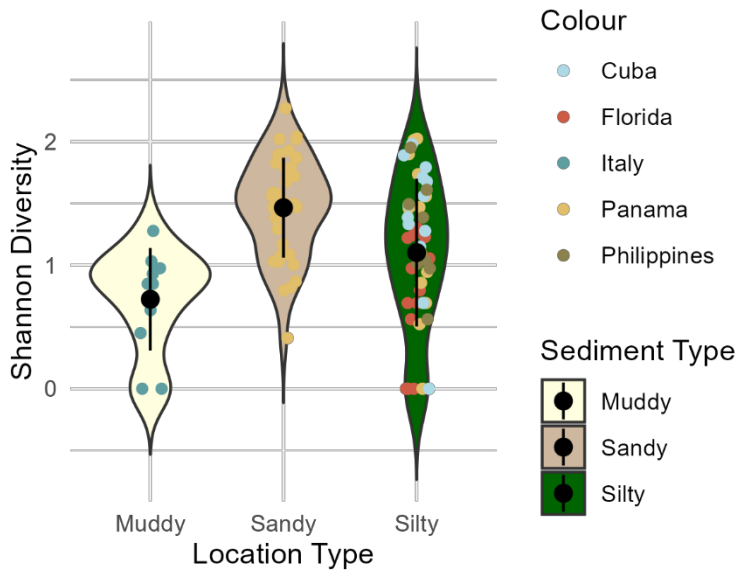 Shannon Diversity
2
1
0
Muddy
Sandy
Silty
Location Type
Colour
Cuba
Florida
Italy
Panama
Philippines
Sediment Type
Muddy
Sandy
Silty